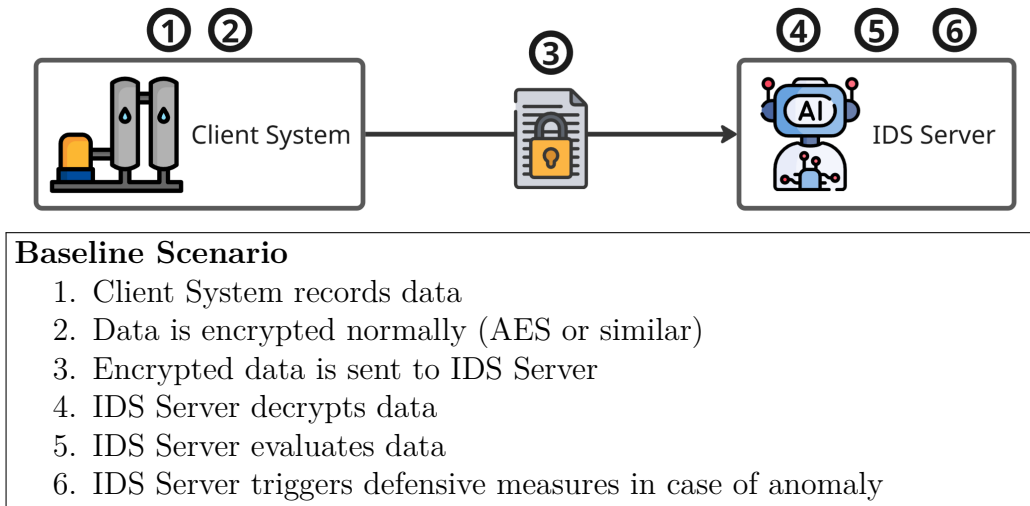 ① ② ③ ④ ⑤ ⑥
Client System
AI
IDS Server
Baseline Scenario
1. Client System records data
2. Data is encrypted normally (AES or similar)
3. Encrypted data is sent to IDS Server
4. IDS Server decrypts data
5. IDS Server evaluates data
6. IDS Server triggers defensive measures in case of anomaly